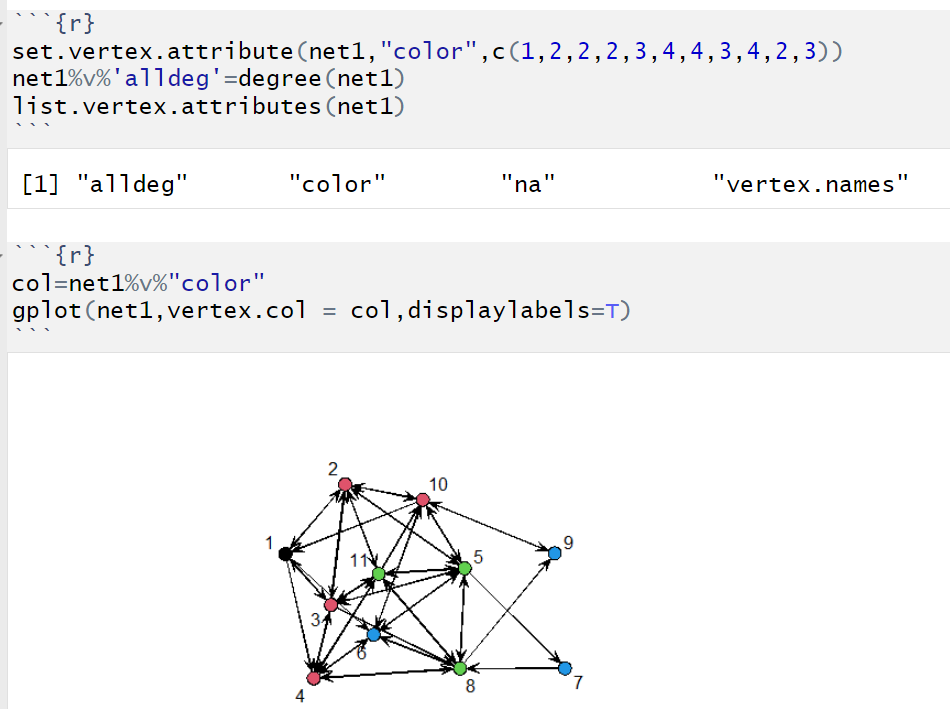 ```{r}
set.vertex.attribute(net1,"color",c(1,2,2,2,3,4,4,3,4,2,3))
net1%v%'alldeg'=degree(net1)
list.vertex.attributes(net1)
```
[1] "alldeg" "color" "na" "vertex.names"
```{r}
col=net1%v%"color"
gplot(net1,vertex.col = col,displaylabels=T)
```
2
10
1
9
11
5
3
6
7
8
4